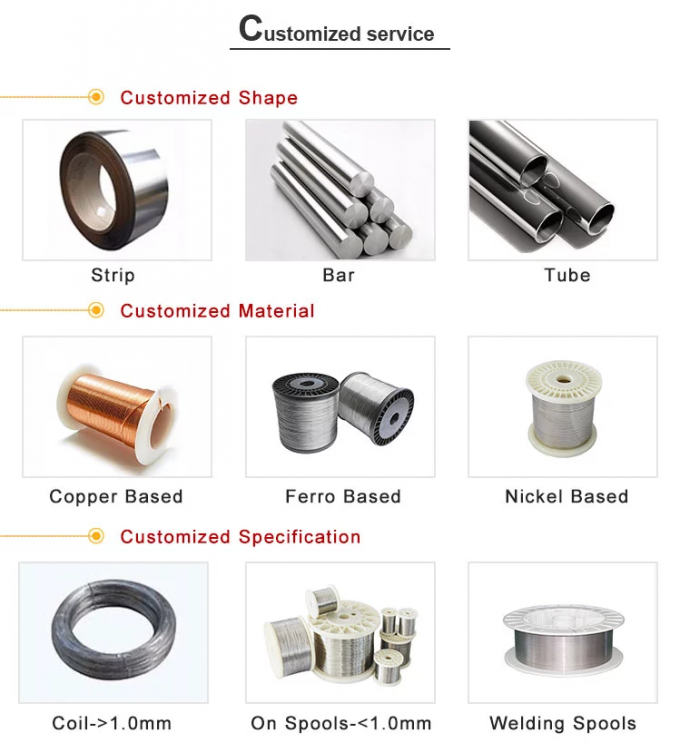 Customized service
Customized Shape
Strip
Bar
Tube
Customized Material
Copper Based
Ferro Based
Nickel Based
Customized Specification
Coil->1.0mm
On Spools-<1.0mm
Welding Spools